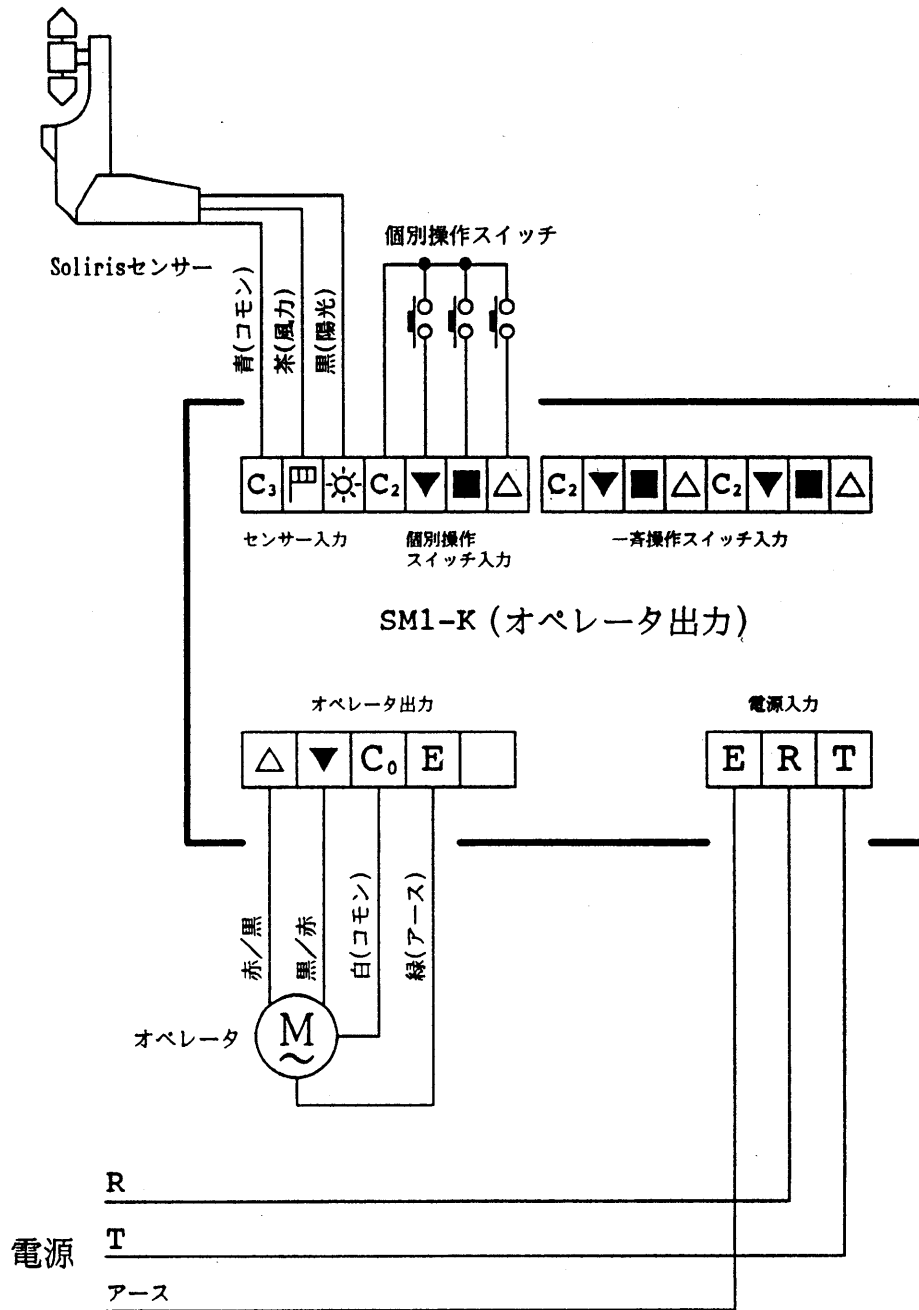 Solirisセンサー
個別操作スイッチ
青(コモン)
茶(風力)
黒(陽光)
C₃ C₂ ▼ ■ △ C₂ ▼ ■ △ C₂ ▼ ■ △
センサー入力
個別操作
スイッチ入力
一斉操作スイッチ入力
SM1-K (オペレータ出力)
オペレータ出力
電源入力
△ ▼ C₀ E
E R T
赤/黒
黒/赤
白(コモン)
緑(アース)
オペレータ
M
~
R
電源
T
アース